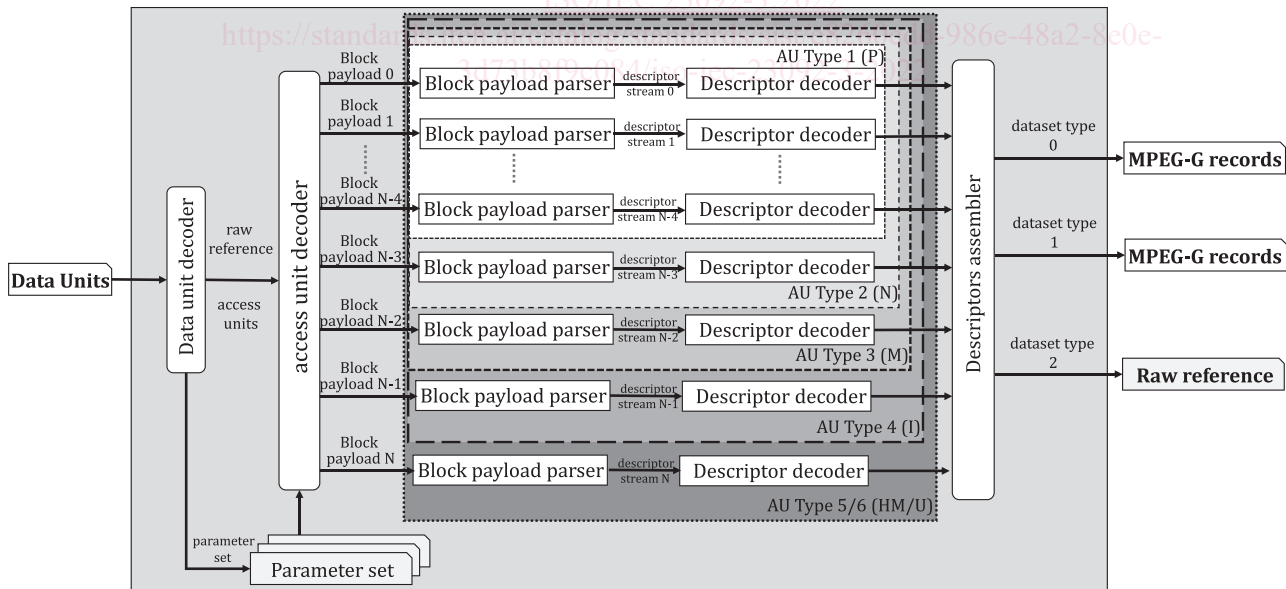 https://standards
986e-48a2-8e0e-
AU Type 1 (P)
Block
payload 0
Block payload parser
descriptor
stream 0
Descriptor decoder
Block
payload 1
Block payload parser
descriptor
stream 1
Descriptor decoder
Block
payload N-4
Block payload parser
descriptor
stream N-4
Descriptor decoder
Block
payload N-3
Block payload parser
descriptor
stream N-3
Descriptor decoder
AU Type 2 (N)
Block
payload N-2
Block payload parser
descriptor
stream N-2
Descriptor decoder
AU Type 3 (M)
Block
payload N-1
Block payload parser
descriptor
stream N-1
Descriptor decoder
AU Type 4 (I)
Block
payload N
Block payload parser
descriptor
stream N
Descriptor decoder
AU Type 5/6 (HM/U)
Data Units
Data unit decoder
raw
reference
access
units
access unit decoder
parameter
set
Parameter set
Descriptors assembler
dataset type
0
MPEG-G records
dataset type
1
MPEG-G records
dataset type
2
Raw reference